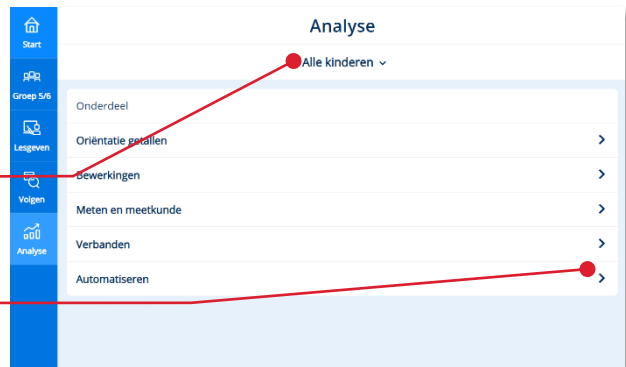 Start
Groep 5/6
Lesgeven
Volgen
Analyse
Analyse
Alle kinderen
Onderdeel
Oriëntatie getallen
Bewerkingen
Meten en meetkunde
Verbanden
Automatiseren